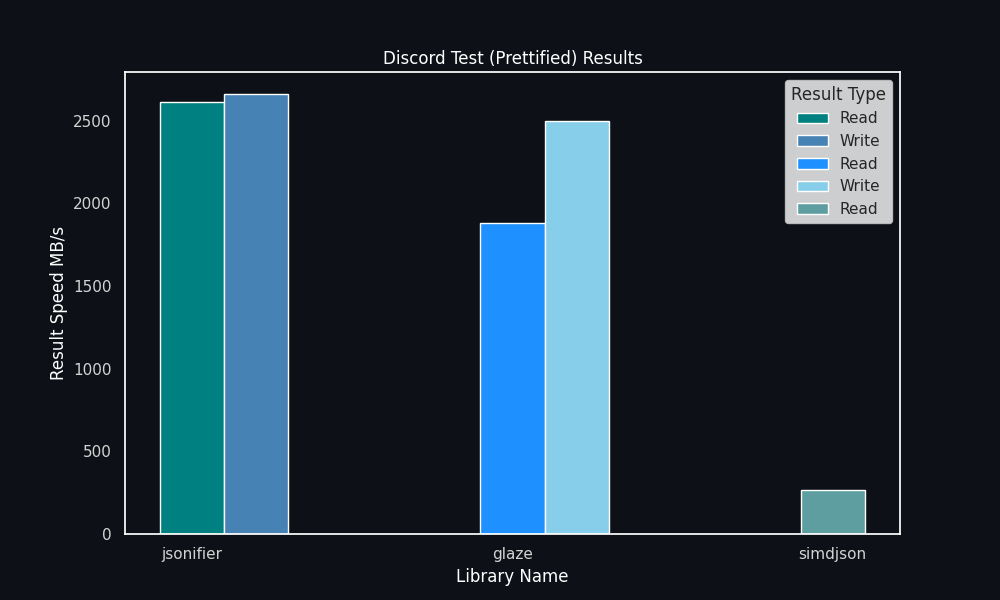 Discord Test (Prettified) Results
Result Type
Read
Write
Read
Write
Read
Result Speed MB/s
2500
2000
1500
1000
500
0
jsonifier
glaze
simdjson
Library Name